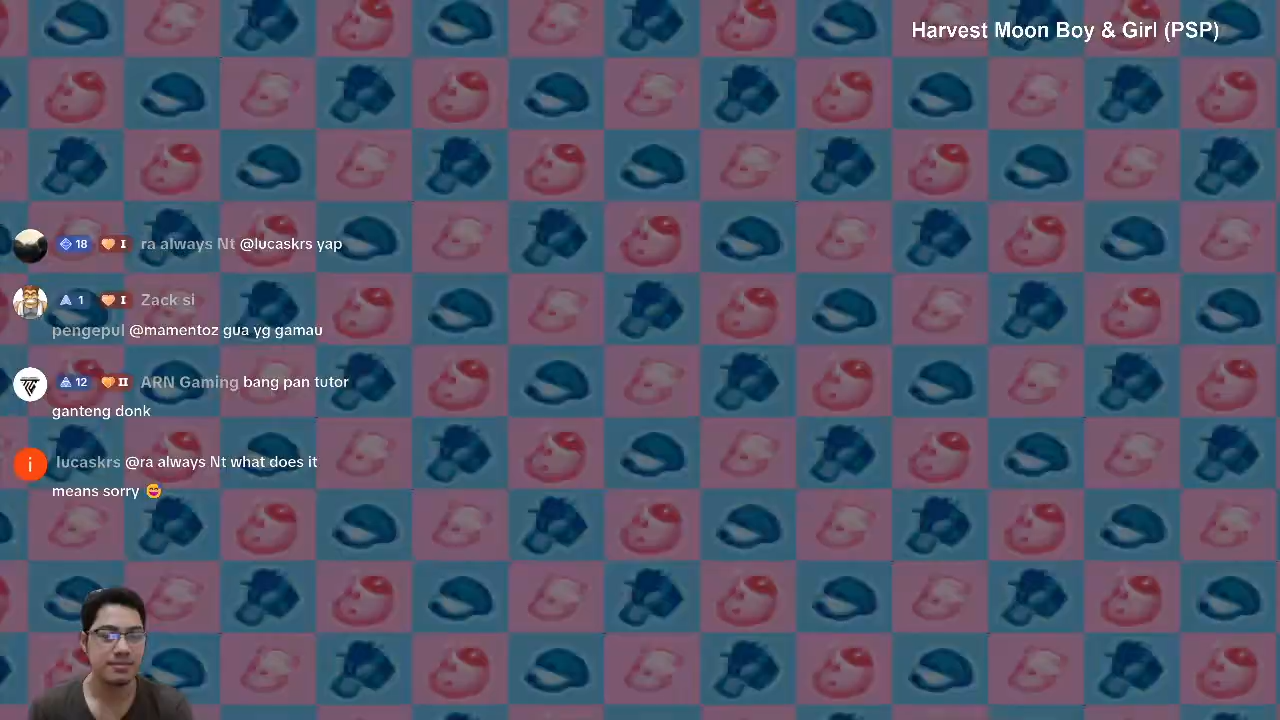 Harvest Moon Boy & Girl (PSP)
18 I ra always Nt @lucaskrs yap
1 I Zack si
pengepul @mamentoz gua yg gamau
12 II ARN Gaming bang pan tutor
ganteng donk
i lucaskrs @ra always Nt what does it
means sorry 😅